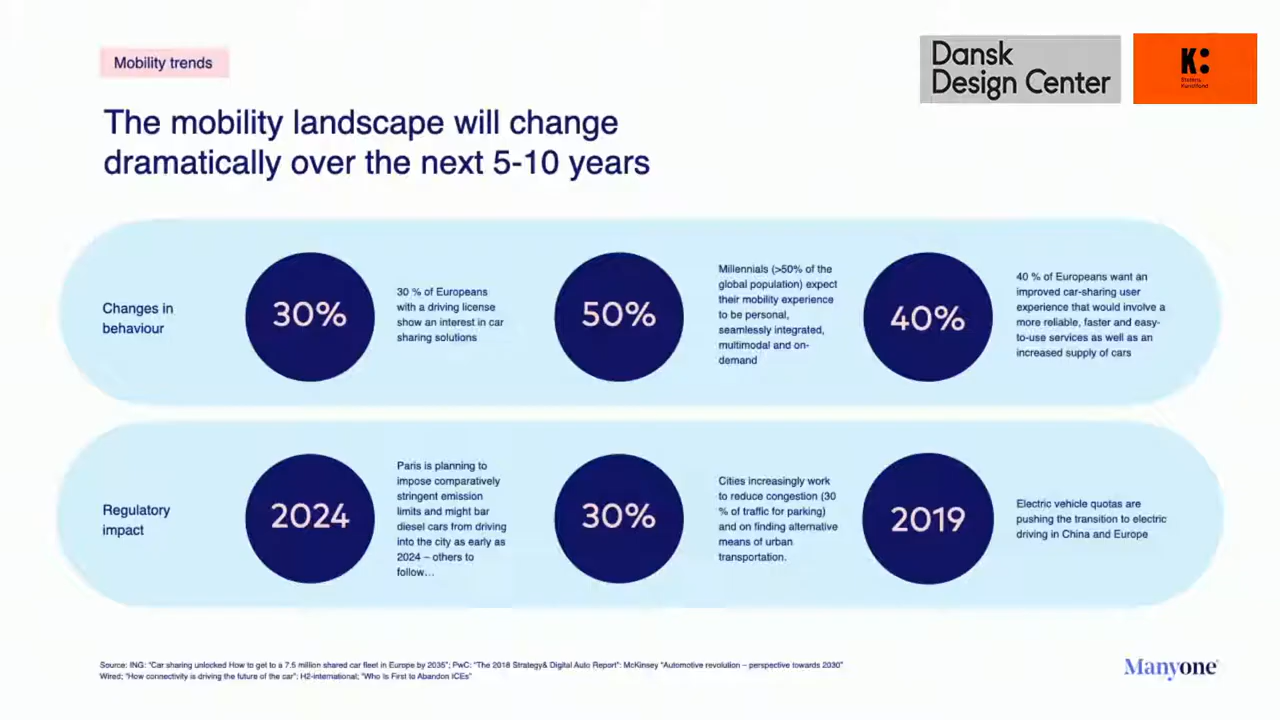 Mobility trends
Dansk
Design Center
K:
Statens
Kunstfond
The mobility landscape will change
dramatically over the next 5-10 years
Changes in
behaviour
30%
30 % of Europeans
with a driving license
show an interest in car
sharing solutions
50%
Millennials (>50% of the
global population) expect
their mobility experience
to be personal,
seamlessly integrated,
multimodal and on-
demand
40%
40 % of Europeans want an
improved car-sharing user
experience that would involve a
more reliable, faster and easy-
to-use services as well as an
increased supply of cars
Regulatory
impact
2024
Paris is planning to
impose comparatively
stringent emission
limits and might bar
diesel cars from driving
into the city as early as
2024 – others to
follow…
30%
Cities increasingly work
to reduce congestion (30
% of traffic for parking)
and on finding alternative
means of urban
transportation.
2019
Electric vehicle quotas are
pushing the transition to electric
driving in China and Europe
Source: ING: "Car sharing unlocked How to get to a 7.5 million shared car fleet in Europe by 2035"; PwC: "The 2018 Strategy& Digital Auto Report": McKinsey "Automotive revolution – perspective towards 2030"
Wired; "How connectivity is driving the future of the car"; H2-international; "Who Is First to Abandon ICEs"
Manyone